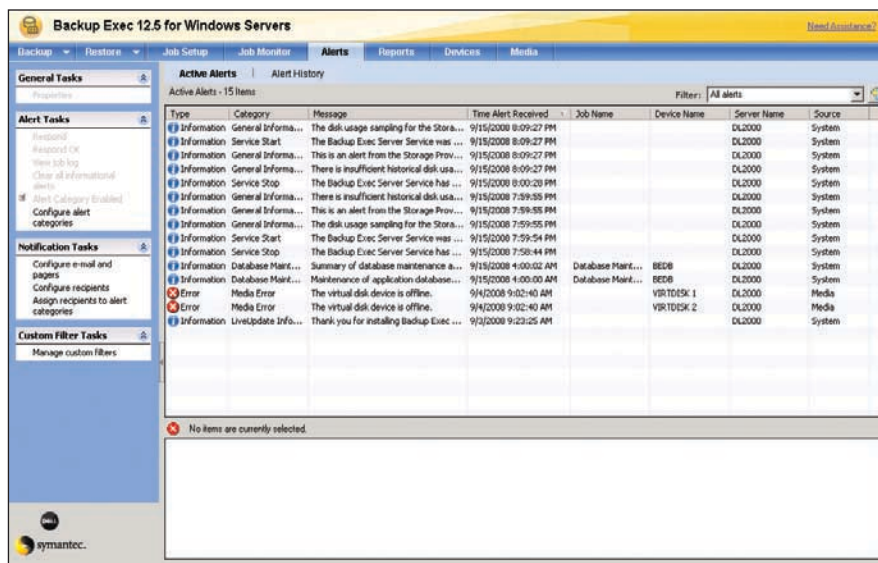 Backup Exec 12.5 for Windows Servers
Need Assistance?
Backup Restore Job Setup Job Monitor Alerts Reports Devices Media
General Tasks
Properties
Alert Tasks
Respond
Respond OK
View job log
Clear all informational
alerts
Alert Category Enabled
Configure alert
categories
Notification Tasks
Configure e-mail and
pagers
Configure recipients
Assign recipients to alert
categories
Custom Filter Tasks
Manage custom filters
DELL
symantec.
Active Alerts | Alert History
Active Alerts - 15 Items
Filter: All alerts
Type Category Message Time Alert Received Job Name Device Name Server Name Source
Information General Informa... The disk usage sampling for the Stora... 9/15/2008 8:09:27 PM DL2000 System
Information Service Start The Backup Exec Server Service was ... 9/15/2008 8:09:27 PM DL2000 System
Information General Informa... This is an alert from the Storage Prov... 9/15/2008 8:09:27 PM DL2000 System
Information General Informa... There is insufficient historical disk usa... 9/15/2008 8:09:27 PM DL2000 System
Information Service Stop The Backup Exec Server Service has ... 9/15/2008 8:00:28 PM DL2000 System
Information General Informa... There is insufficient historical disk usa... 9/15/2008 7:59:55 PM DL2000 System
Information General Informa... This is an alert from the Storage Prov... 9/15/2008 7:59:55 PM DL2000 System
Information General Informa... The disk usage sampling for the Stora... 9/15/2008 7:59:55 PM DL2000 System
Information Service Start The Backup Exec Server Service was ... 9/15/2008 7:59:54 PM DL2000 System
Information Service Stop The Backup Exec Server Service has ... 9/15/2008 7:58:44 PM DL2000 System
Information Database Maint... Summary of database maintenance a... 9/15/2008 4:00:02 AM Database Maint... BEDB DL2000 System
Information Database Maint... Maintenance of application database... 9/15/2008 4:00:00 AM Database Maint... BEDB DL2000 System
Error Media Error The virtual disk device is offline. 9/4/2008 9:02:40 AM VIRTDISK 1 DL2000 Media
Error Media Error The virtual disk device is offline. 9/4/2008 9:02:40 AM VIRTDISK 2 DL2000 Media
Information LiveUpdate Info... Thank you for installing Backup Exec ... 9/3/2008 9:23:25 AM DL2000 System
No items are currently selected.